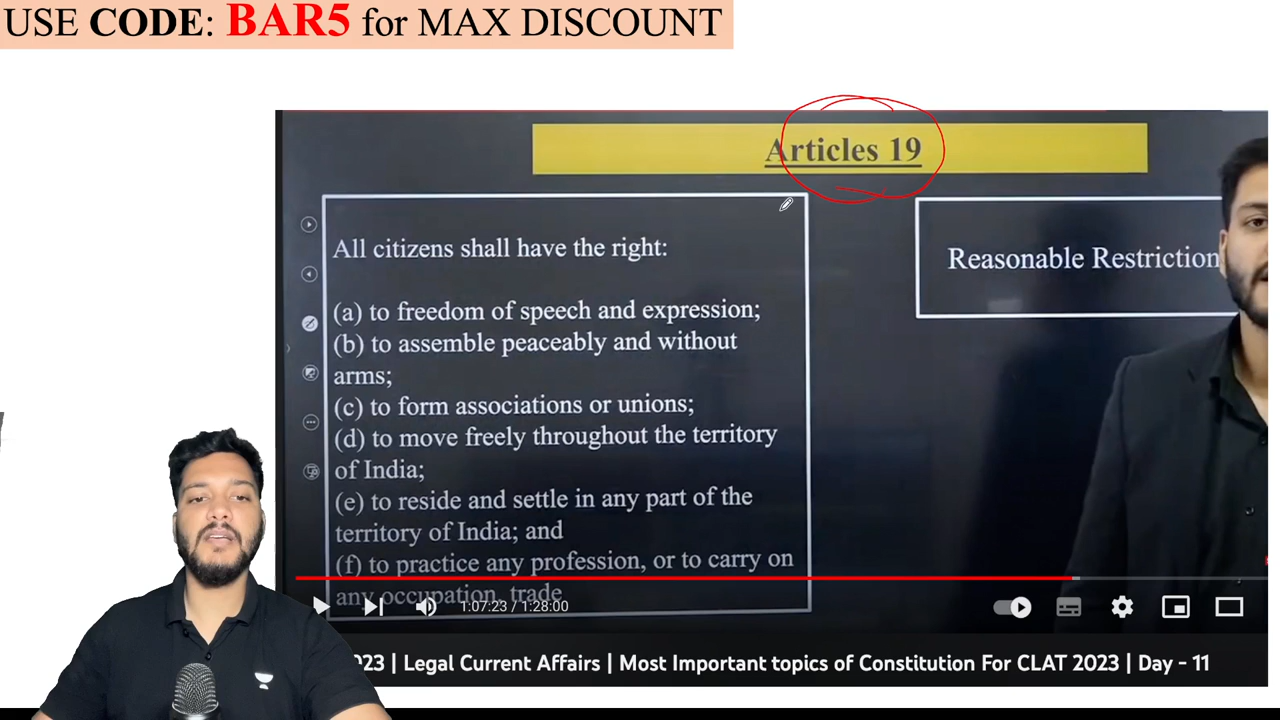 USE CODE: BAR5 for MAX DISCOUNT
Articles 19
All citizens shall have the right:
Reasonable Restriction
(a) to freedom of speech and expression;
(b) to assemble peaceably and without
arms;
(c) to form associations or unions;
(d) to move freely throughout the territory
of India;
(e) to reside and settle in any part of the
territory of India; and
(f) to practice any profession, or to carry on
any occupation, trade
1:07:23 / 1:28:00
023 | Legal Current Affairs | Most Important topics of Constitution For CLAT 2023 | Day - 11